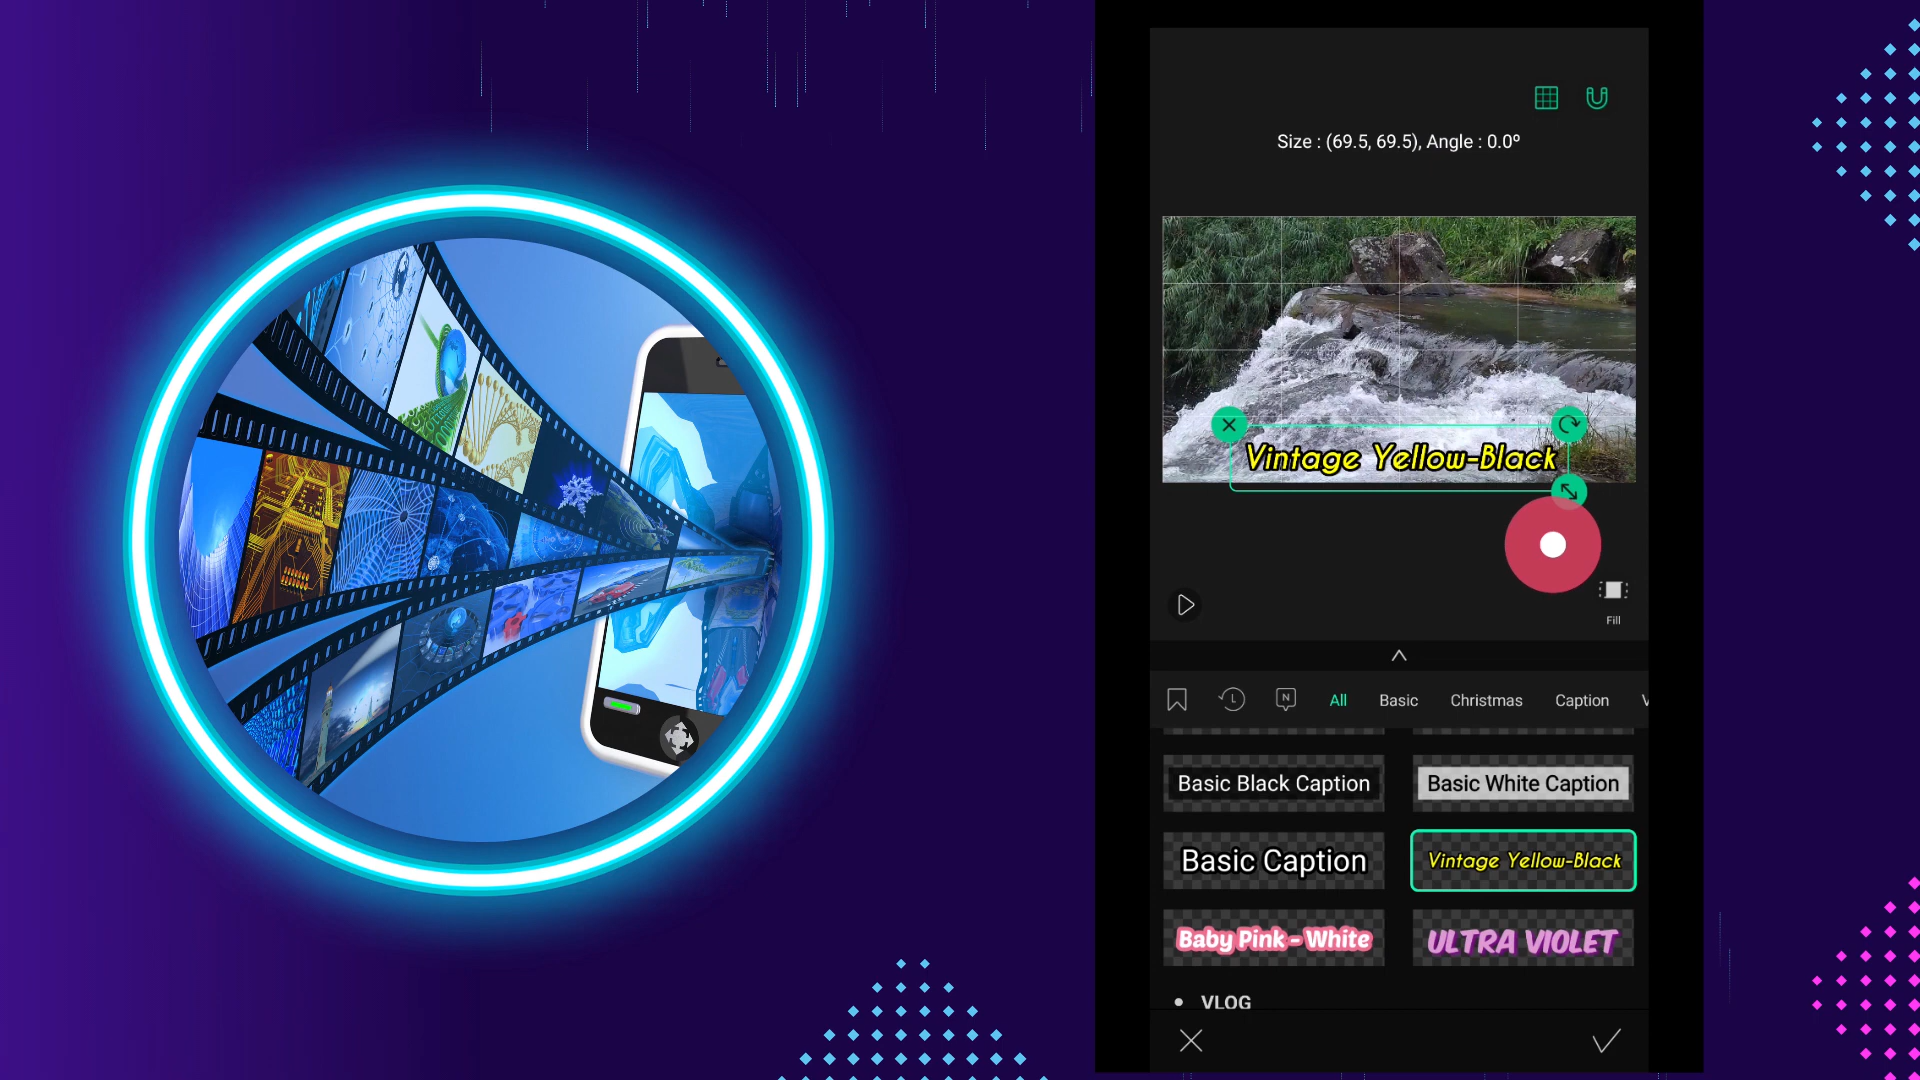 Size : (69.5, 69.5), Angle : 0.0º
Vintage Yellow-Black
Fill
N All Basic Christmas Caption
Basic Black Caption
Basic White Caption
Basic Caption
Vintage Yellow-Black
Baby Pink - White
ULTRA VIOLET
• VLOG